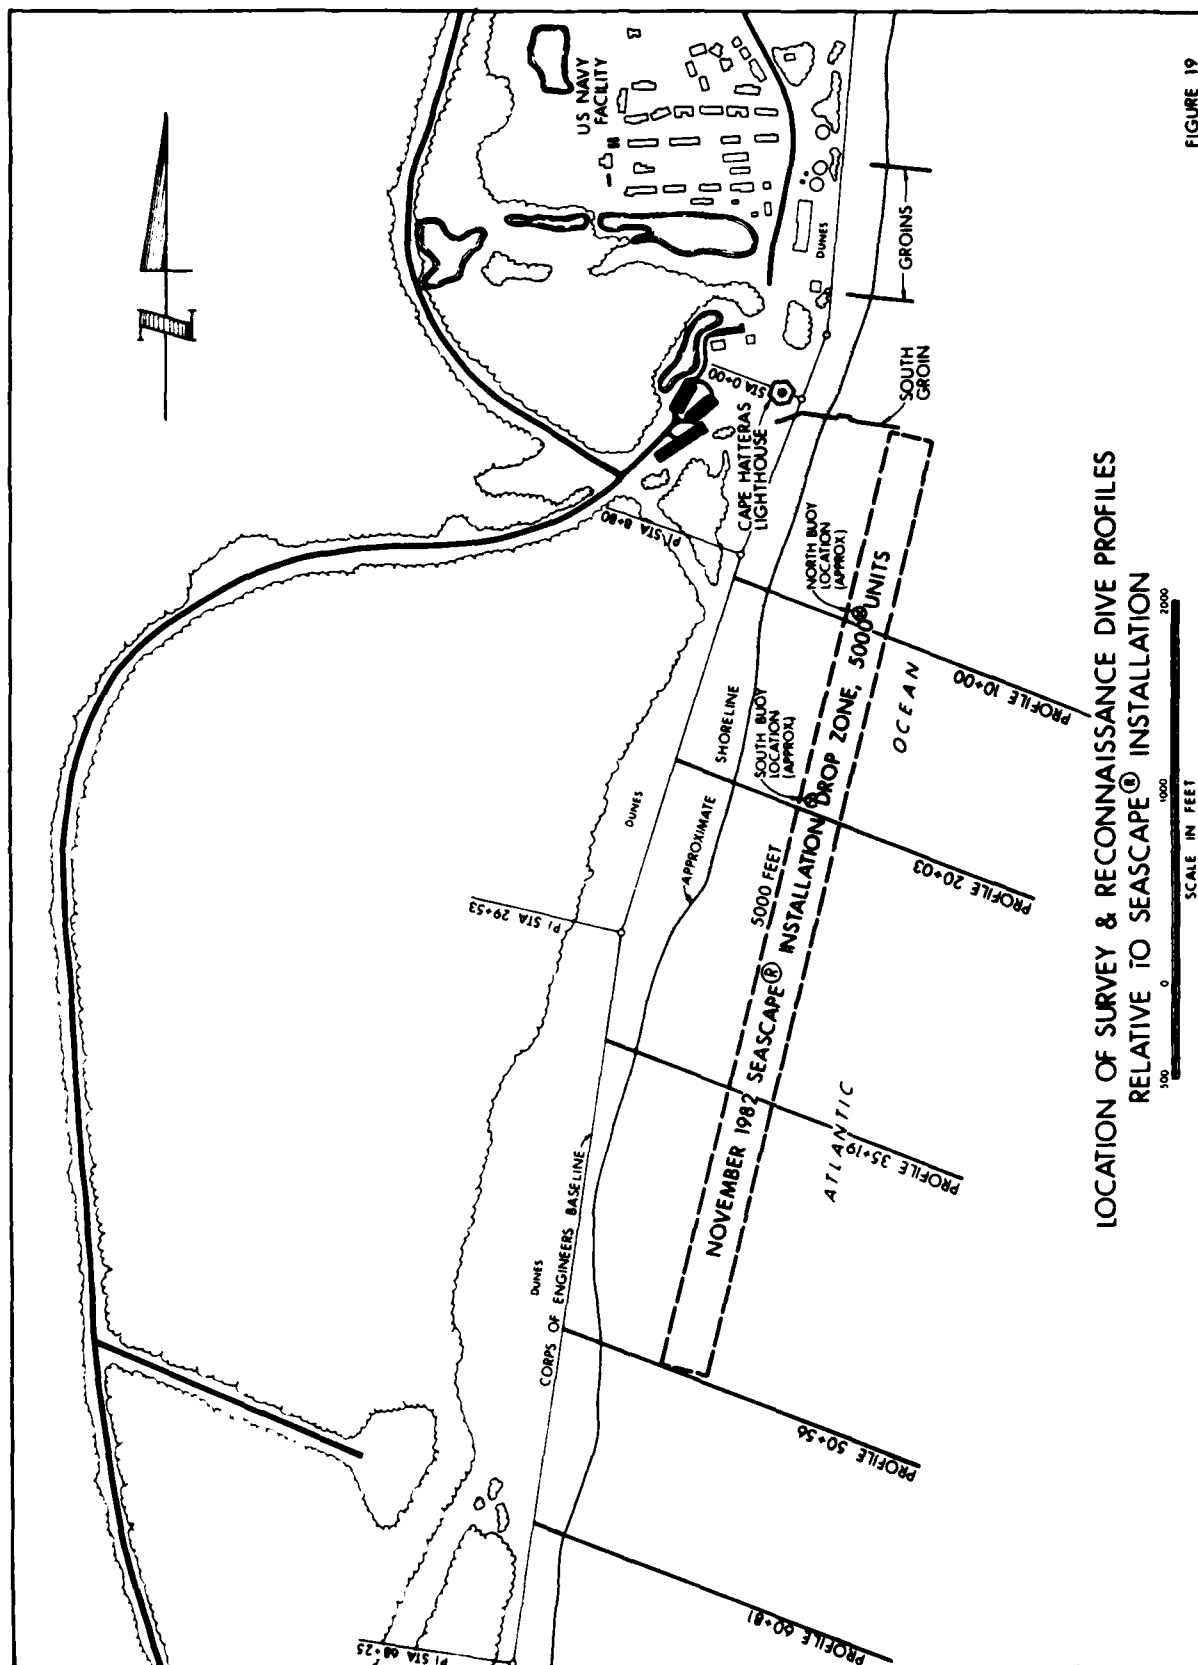 N
US NAVY
FACILITY
DUNES
GROINS
SOUTH
GROIN
STA 0+00
CAPE HATTERAS
LIGHTHOUSE
PI STA 8+80
NORTH BUOY
LOCATION
(APPROX)
SOUTH BUOY
LOCATION
(APPROX)
SHORELINE
APPROXIMATE
DUNES
PI STA 29+53
5000 FEET
NOVEMBER 1982 SEASCAPE® INSTALLATION DROP ZONE, 5000 UNITS
OCEAN
ATLANTIC
PROFILE 10+00
PROFILE 20+03
PROFILE 35+19
PROFILE 50+56
PROFILE 60+81
DUNES
CORPS OF ENGINEERS BASELINE
PI STA 68+25
LOCATION OF SURVEY & RECONNAISSANCE DIVE PROFILES
RELATIVE TO SEASCAPE® INSTALLATION
500 0 1000 2000
SCALE IN FEET
FIGURE 19